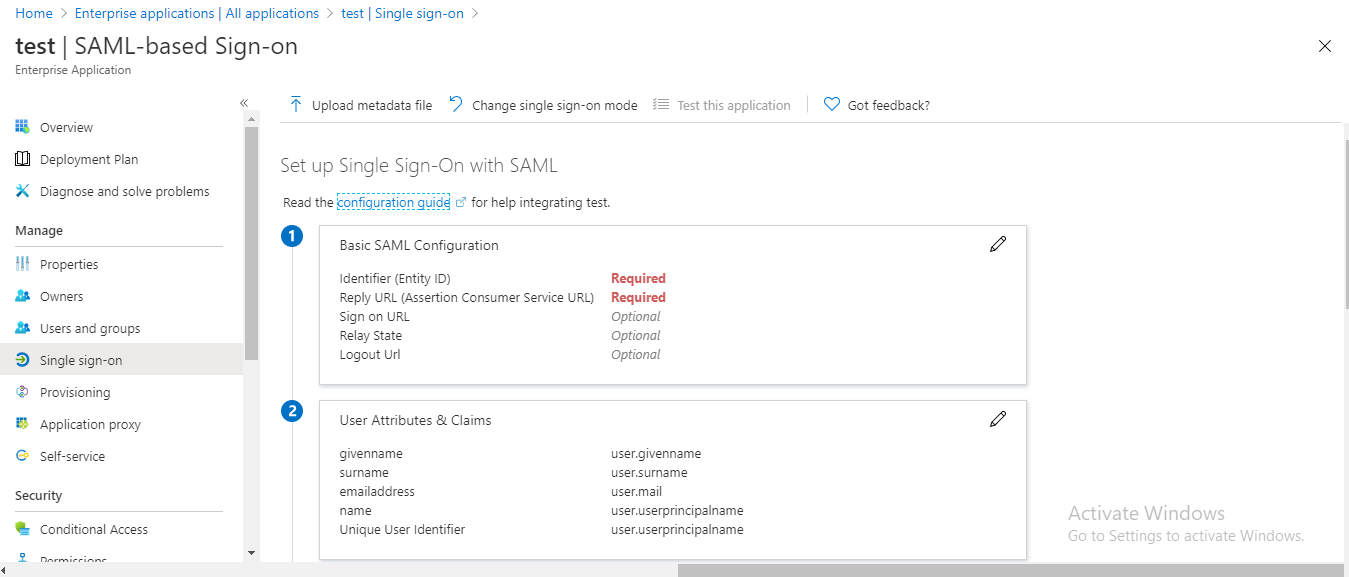 Home > Enterprise applications | All applications > test | Single sign-on >
test | SAML-based Sign-on
Enterprise Application
Overview
Deployment Plan
Diagnose and solve problems
Manage
Properties
Owners
Users and groups
Single sign-on
Provisioning
Application proxy
Self-service
Security
Conditional Access
Permissions
Upload metadata file Change single sign-on mode Test this application Got feedback?
Set up Single Sign-On with SAML
Read the configuration guide for help integrating test.
1
Basic SAML Configuration
Identifier (Entity ID) Required
Reply URL (Assertion Consumer Service URL) Required
Sign on URL Optional
Relay State Optional
Logout Url Optional
2
User Attributes & Claims
givenname user.givenname
surname user.surname
emailaddress user.mail
name user.userprincipalname
Unique User Identifier user.userprincipalname
Activate Windows
Go to Settings to activate Windows.